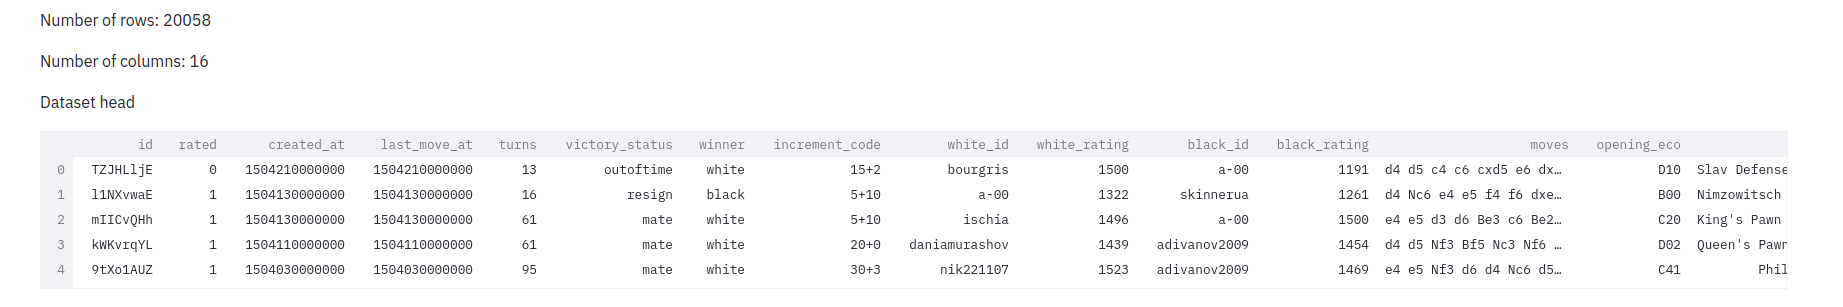 Number of rows: 20058
Number of columns: 16
Dataset head
id rated created_at last_move_at turns victory_status winner increment_code white_id white_rating black_id black_rating moves opening_eco
0 TZJHLljE 0 1504210000000 1504210000000 13 outoftime white 15+2 bourgris 1500 a-00 1191 d4 d5 c4 c6 cxd5 e6 dx… D10 Slav Defense
1 l1NXvwaE 1 1504130000000 1504130000000 16 resign black 5+10 a-00 1322 skinnerua 1261 d4 Nc6 e4 e5 f4 f6 dxe… B00 Nimzowitsch
2 mIICvQHh 1 1504130000000 1504130000000 61 mate white 5+10 ischia 1496 a-00 1500 e4 e5 d3 d6 Be3 c6 Be2… C20 King's Pawn
3 kWKvrqYL 1 1504110000000 1504110000000 61 mate white 20+0 daniamurashov 1439 adivanov2009 1454 d4 d5 Nf3 Bf5 Nc3 Nf6 … D02 Queen's Pawn
4 9tXo1AUZ 1 1504030000000 1504030000000 95 mate white 30+3 nik221107 1523 adivanov2009 1469 e4 e5 Nf3 d6 d4 Nc6 d5… C41 Phil